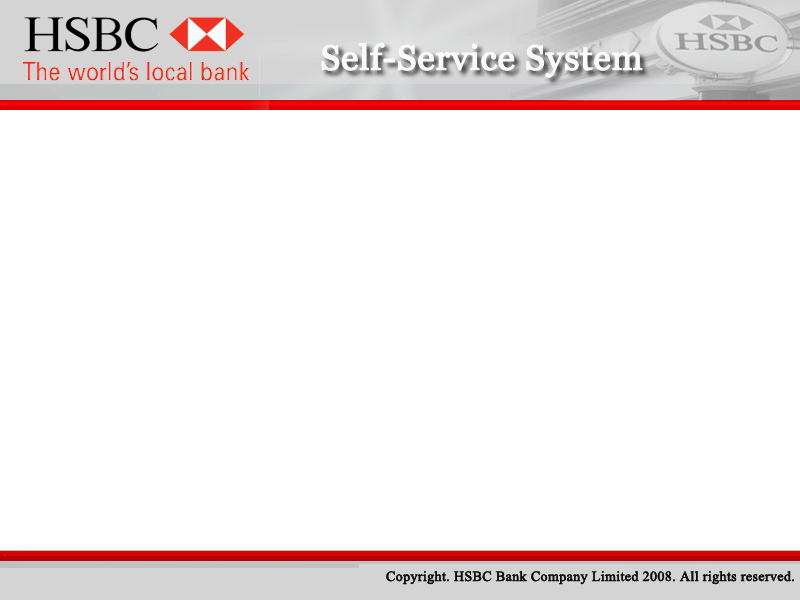 HSBC
The world's local bank
Self-Service System
HSBC
Copyright. HSBC Bank Company Limited 2008. All rights reserved.